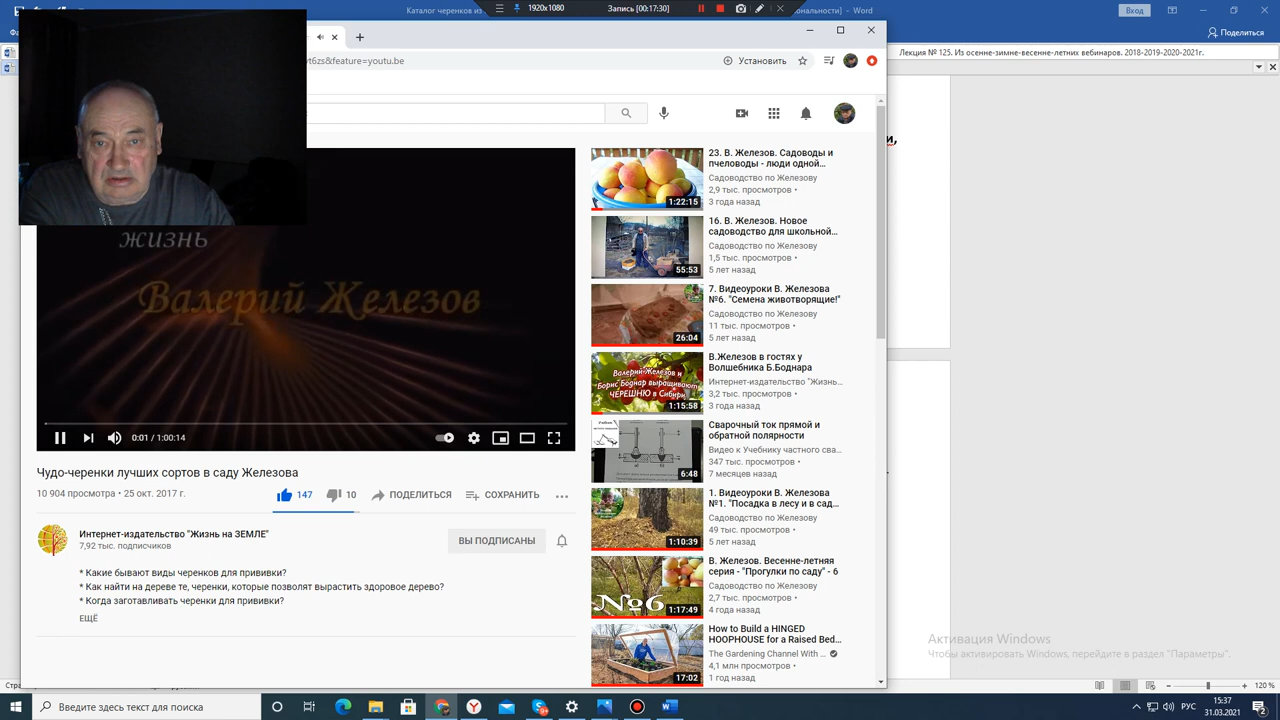 Каталог черенков из
1920x1080
Запись [00:17:30]
нальности) - Word
Вход
Поделиться
Лекция № 125. Из осенне-зимне-весенне-летних вебинаров. 2018-2019-2020-2021г.
vt6zs&feature=youtu.be
Установить
и,
жизнь
Валерий Железов
0:01 / 1:00:14
Чудо-черенки лучших сортов в саду Железова
10 904 просмотра • 25 окт. 2017 г.
147
10
ПОДЕЛИТЬСЯ
СОХРАНИТЬ
Интернет-издательство "Жизнь на ЗЕМЛЕ"
7,92 тыс. подписчиков
ВЫ ПОДПИСАНЫ
* Какие бывают виды черенков для прививки?
* Как найти на дереве те, черенки, которые позволят вырастить здоровое дерево?
* Когда заготавливать черенки для прививки?
ЕЩЁ
23. В. Железов. Садоводы и
пчеловоды - люди одной...
Садоводство по Железову
2,9 тыс. просмотров •
3 года назад
1:22:15
16. В. Железов. Новое
садоводство для школьной...
Садоводство по Железову
1,5 тыс. просмотров •
5 лет назад
55:53
7. Видеоуроки В. Железова
№6. "Семена животворящие!"
Садоводство по Железову
11 тыс. просмотров •
5 лет назад
26:04
В.Железов в гостях у
Волшебника Б.Боднара
Интернет-издательство "Жизнь...
3,2 тыс. просмотров •
3 года назад
Валерий Железов и
Борис Боднар выращивают
ЧЕРЕШНЮ в Сибири
1:15:58
Сварочный ток прямой и
обратной полярности
Видео к Учебнику частного сва...
347 тыс. просмотров •
7 месяцев назад
6:48
1. Видеоуроки В. Железова
№1. "Посадка в лесу и в сад...
Садоводство по Железову
49 тыс. просмотров •
5 лет назад
1:10:39
В. Железов. Весенне-летняя
серия - "Прогулки по саду" - 6
Садоводство по Железову
2,7 тыс. просмотров •
4 года назад
№6
1:17:49
How to Build a HINGED
HOOPHOUSE for a Raised Bed...
The Gardening Channel With ...
4,1 млн просмотров •
1 год назад
17:02
Активация Windows
Чтобы активировать Windows, перейдите в раздел "Параметры".
120 %
Введите здесь текст для поиска
РУС
15:37
31.03.2021
2